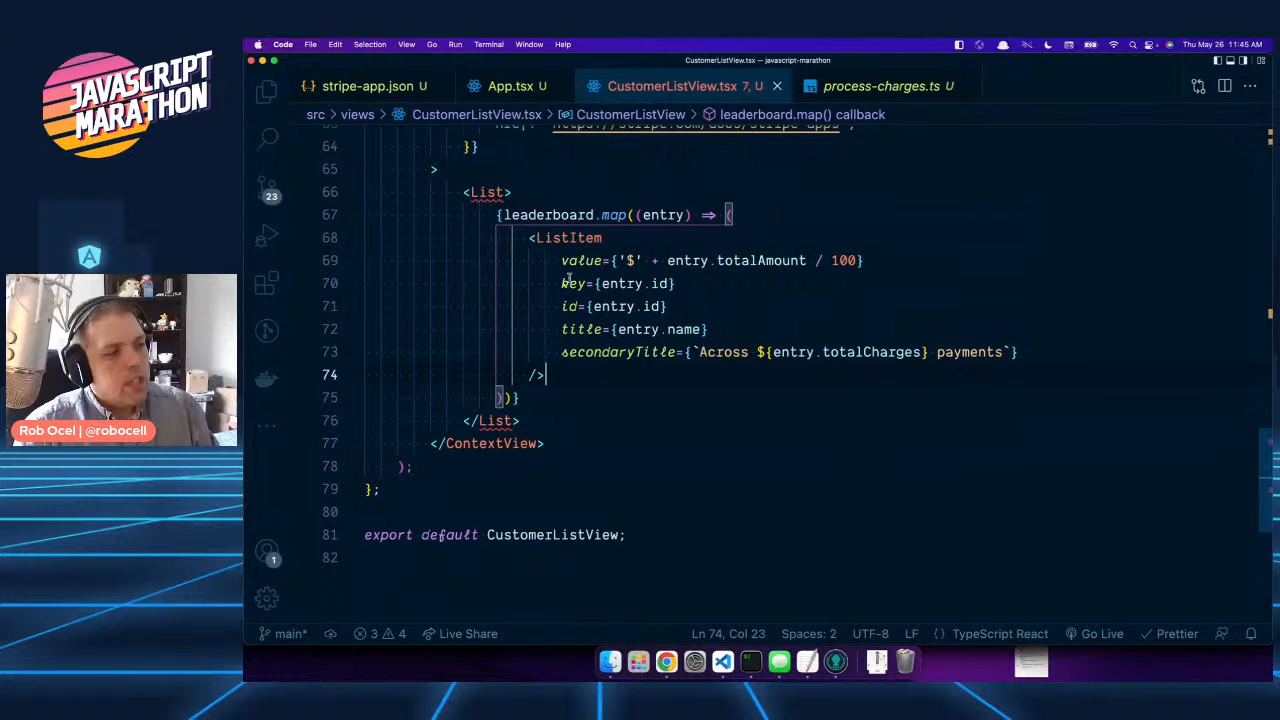 JAVASCRIPT
MARATHON
Code File Edit Selection View Go Run Terminal Window Help
Thu May 26 11:45 AM
CustomerListView.tsx — javascript-marathon
{} stripe-app.json U
App.tsx U
CustomerListView.tsx 7, U
TS process-charges.ts U
src > views > CustomerListView.tsx > CustomerListView > leaderboard.map() callback
64 }}
65 >
66 <List>
67 {leaderboard.map((entry) => (
68 <ListItem
69 value={'$' + entry.totalAmount / 100}
70 key={entry.id}
71 id={entry.id}
72 title={entry.name}
73 secondaryTitle={`Across ${entry.totalCharges} payments`}
74 />
75 ))}
76 </List>
77 </ContextView>
78 );
79 };
80
81 export default CustomerListView;
82
23
1
Rob Ocel | @robocell
main* 3 4 Live Share Ln 74, Col 23 Spaces: 2 UTF-8 LF {} TypeScript React Go Live Prettier